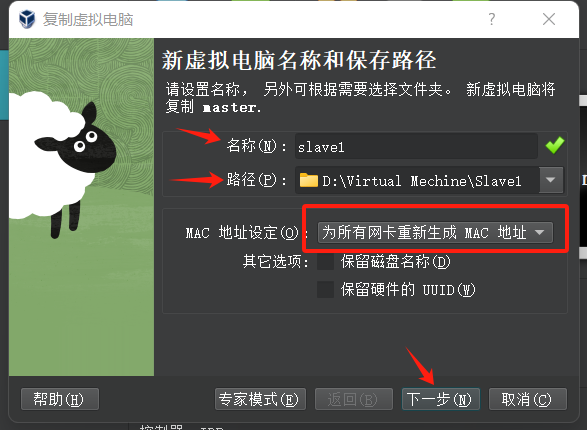 复制虚拟电脑
新虚拟电脑名称和保存路径
请设置名称，另外可根据需要选择文件夹。 新虚拟电脑将
复制 master.
名称(N)： slave1
路径(P)： D:\Virtual Mechine\Slave1
MAC 地址设定(O)： 为所有网卡重新生成 MAC 地址
其它选项： 保留磁盘名称(D)
保留硬件的 UUID(W)
帮助(H) 专家模式(E) 返回(B) 下一步(N) 取消(C)